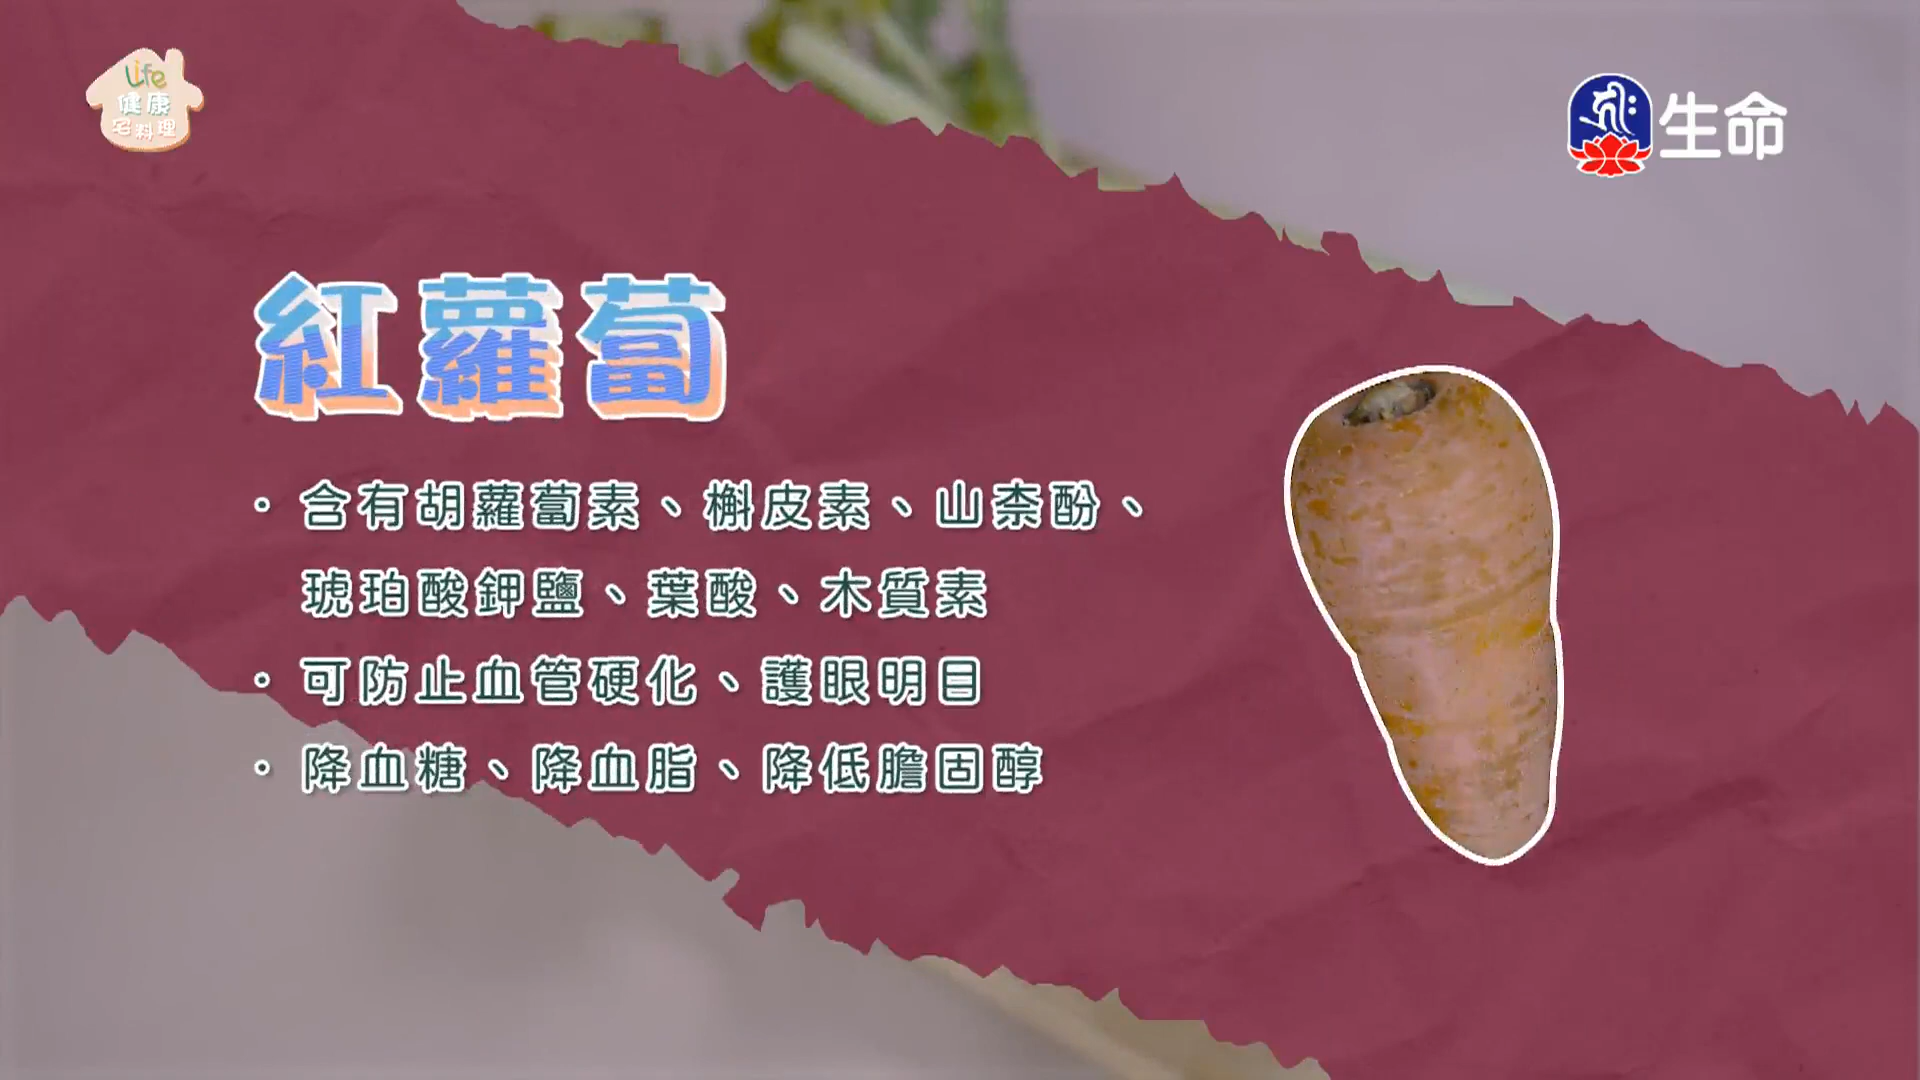 Life
健康
宅料理
生命
紅蘿蔔
· 含有胡蘿蔔素、槲皮素、山柰酚、
琥珀酸鉀鹽、葉酸、木質素
· 可防止血管硬化、護眼明目
· 降血糖、降血脂、降低膽固醇